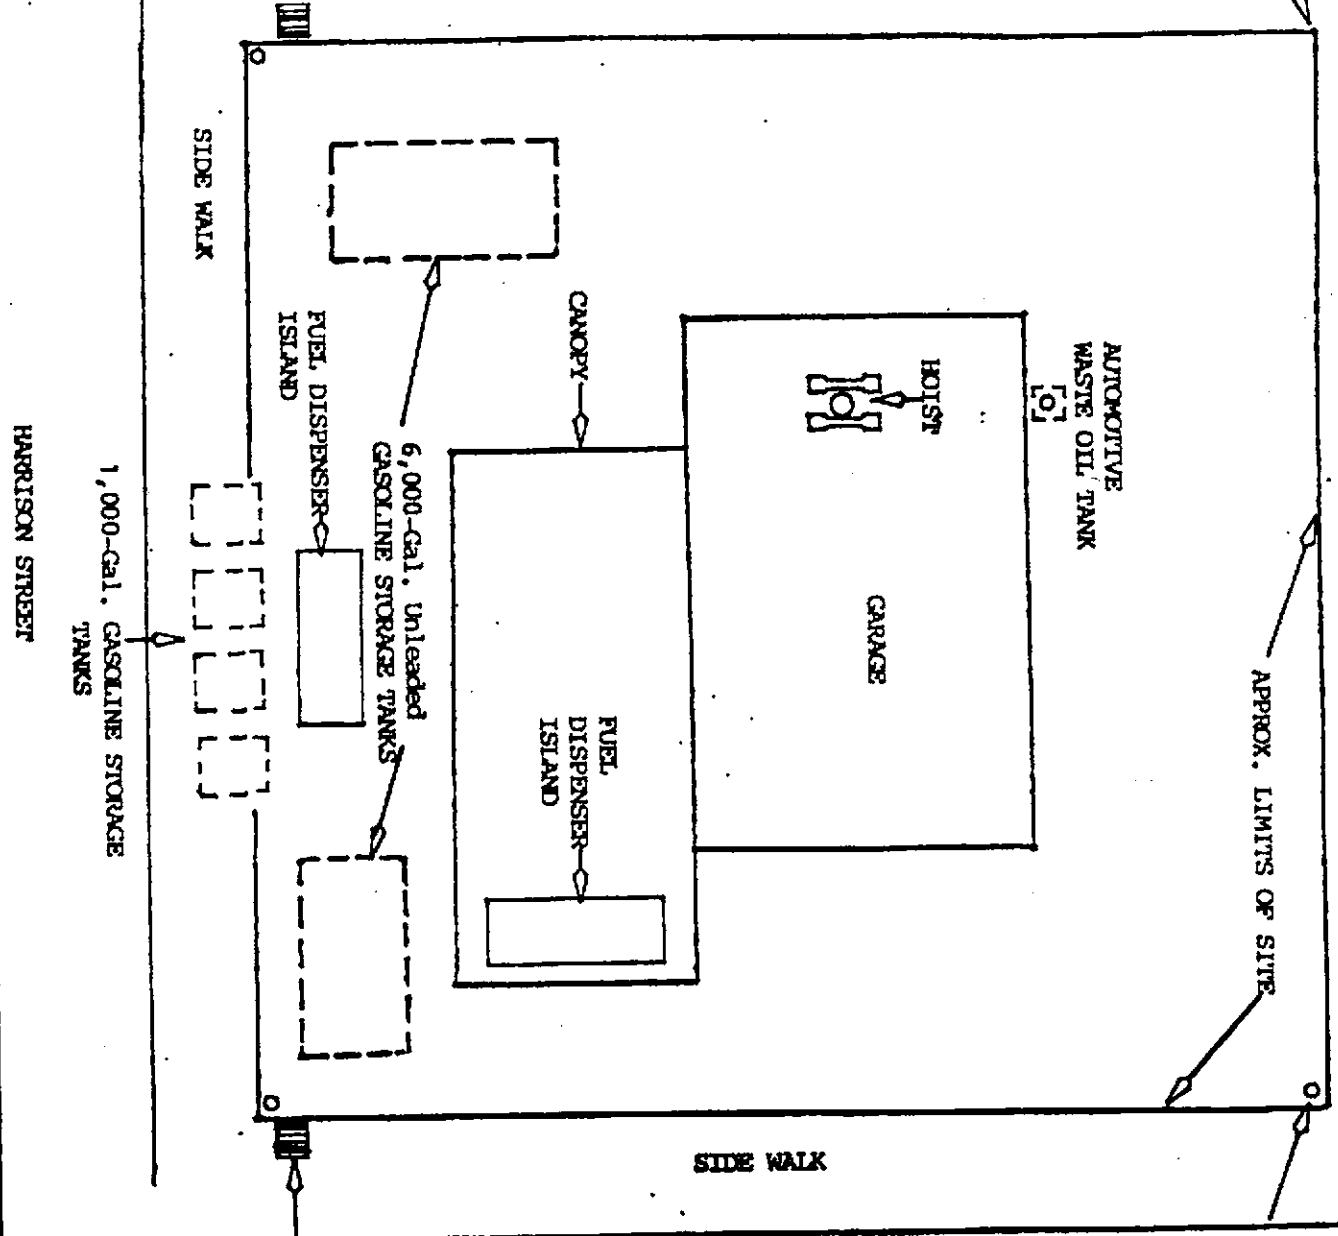 SIDE WALK
FUEL DISPENSER
ISLAND
CANOPY
HOIST
AUTOMOTIVE
WASTE OIL TANK
6,000-Gal. Unleaded
GASOLINE STORAGE TANKS
GARAGE
FUEL
DISPENSER
ISLAND
APPROX. LIMITS OF SITE
1,000-Gal. GASOLINE STORAGE
TANKS
HARRISON STREET
SIDE WALK